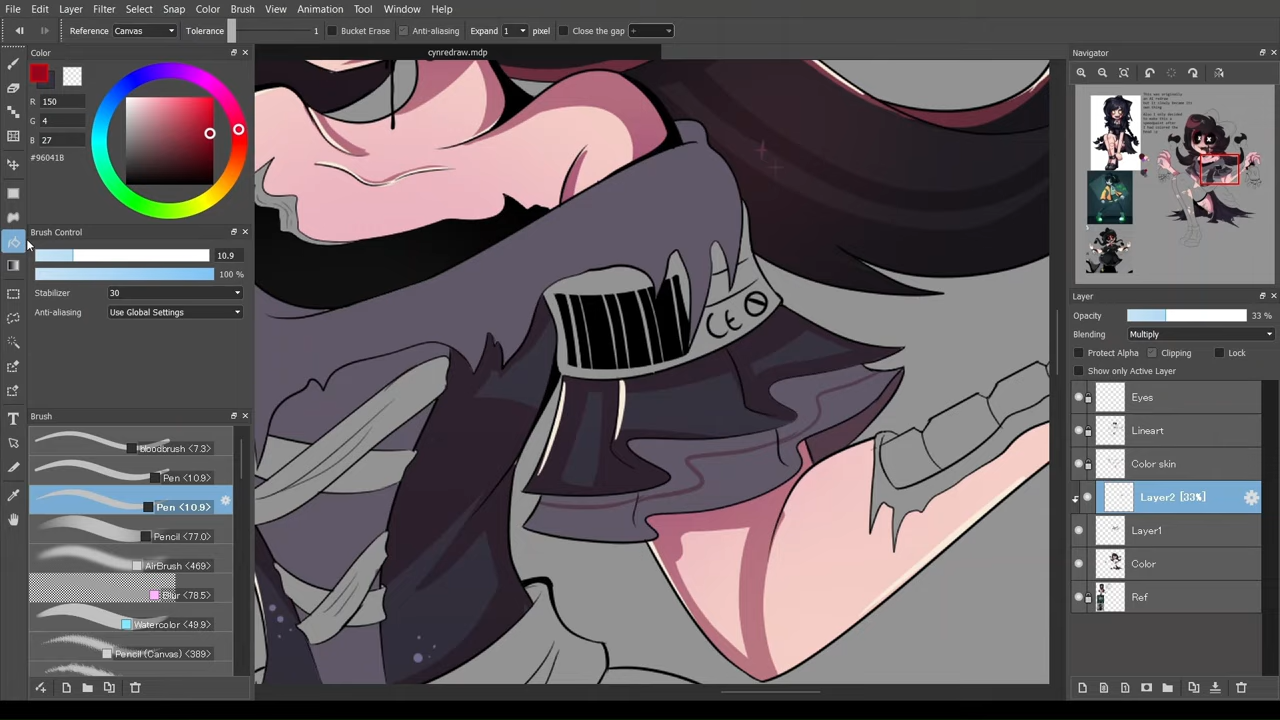 File Edit Layer Filter Select Snap Color Brush View Animation Tool Window Help
Reference Canvas Tolerance 1 Bucket Erase Anti-aliasing Expand 1 pixel Close the gap +
Color
cynredraw.mdp
Navigator
R 150
G 4
B 27
#96041B
This was originally
Brush Control
10.9
100 %
Stabilizer 30
Anti-aliasing Use Global Settings
Layer
Opacity 33 %
Blending Multiply
Protect Alpha Clipping Lock
Show only Active Layer
Eyes
Lineart
Color skin
Layer2 [33%]
Layer1
Color
Ref
Brush
bloodbrush <7.3>
Pen <10.9>
Pen <10.9>
Pencil <77.0>
AirBrush <469>
Blur <78.5>
Watercolor <49.9>
Pencil (Canvas) <389>
CE